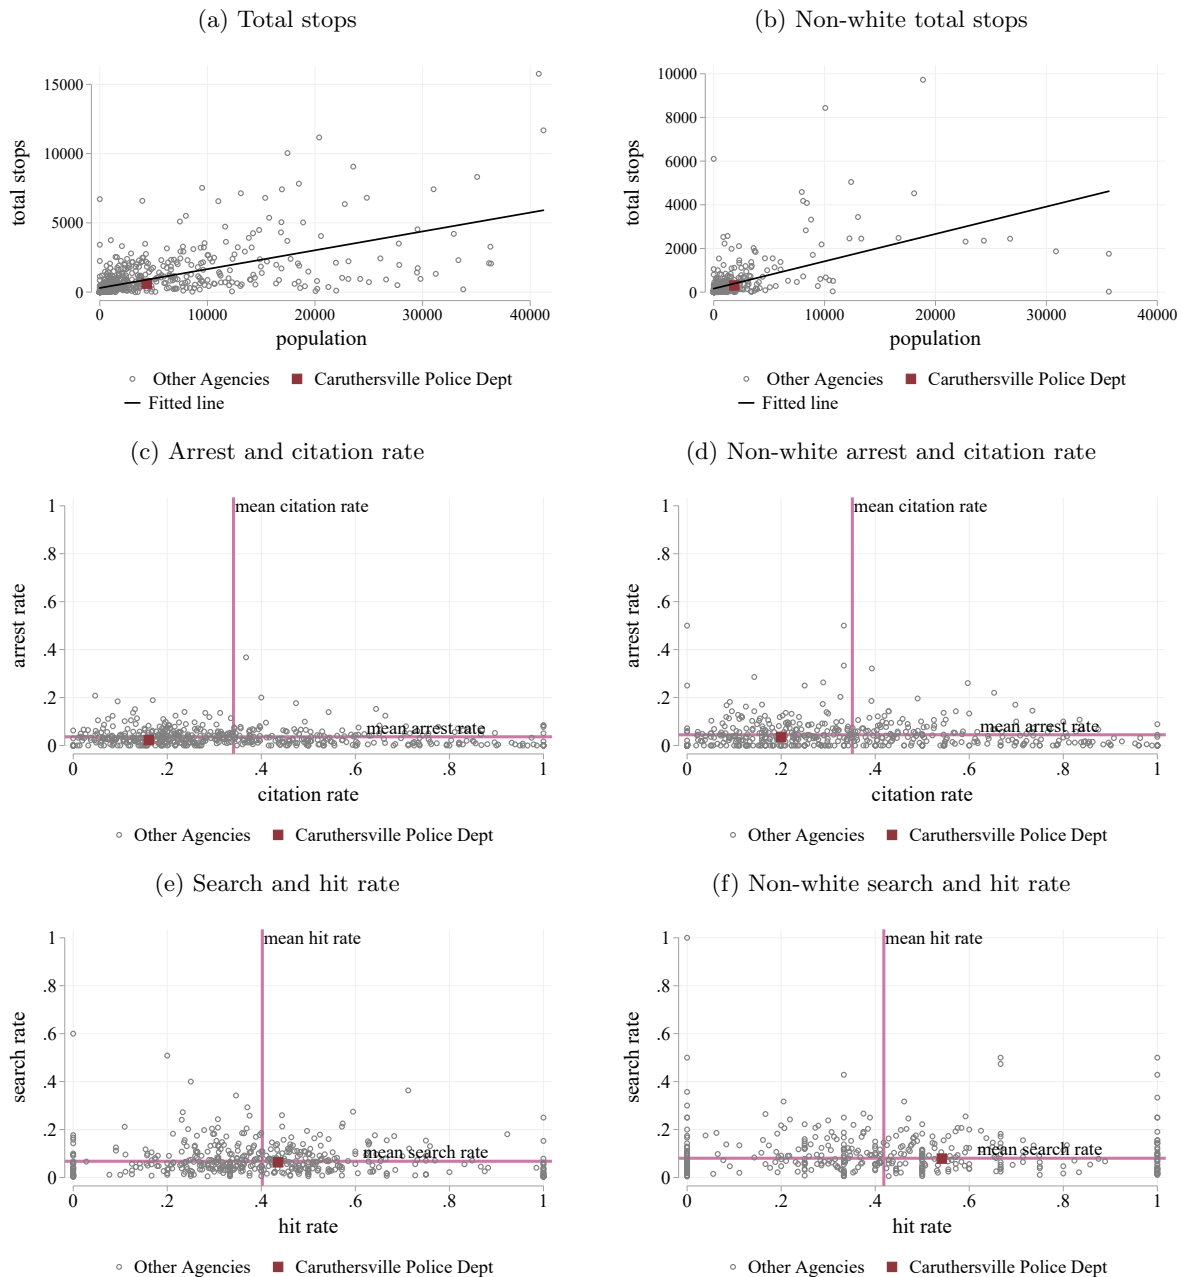 (a) Total stops
total stops
15000
10000
5000
0
0 10000 20000 30000 40000
population
Other Agencies Caruthersville Police Dept
Fitted line
(b) Non-white total stops
total stops
10000
8000
6000
4000
2000
0
0 10000 20000 30000 40000
population
Other Agencies Caruthersville Police Dept
Fitted line
(c) Arrest and citation rate
arrest rate
1
.8
.6
.4
.2
0
mean citation rate
mean arrest rate
0 .2 .4 .6 .8 1
citation rate
Other Agencies Caruthersville Police Dept
(d) Non-white arrest and citation rate
arrest rate
1
.8
.6
.4
.2
0
mean citation rate
mean arrest rate
0 .2 .4 .6 .8 1
citation rate
Other Agencies Caruthersville Police Dept
(e) Search and hit rate
search rate
1
.8
.6
.4
.2
0
mean hit rate
mean search rate
0 .2 .4 .6 .8 1
hit rate
Other Agencies Caruthersville Police Dept
(f) Non-white search and hit rate
search rate
1
.8
.6
.4
.2
0
mean hit rate
mean search rate
0 .2 .4 .6 .8 1
hit rate
Other Agencies Caruthersville Police Dept